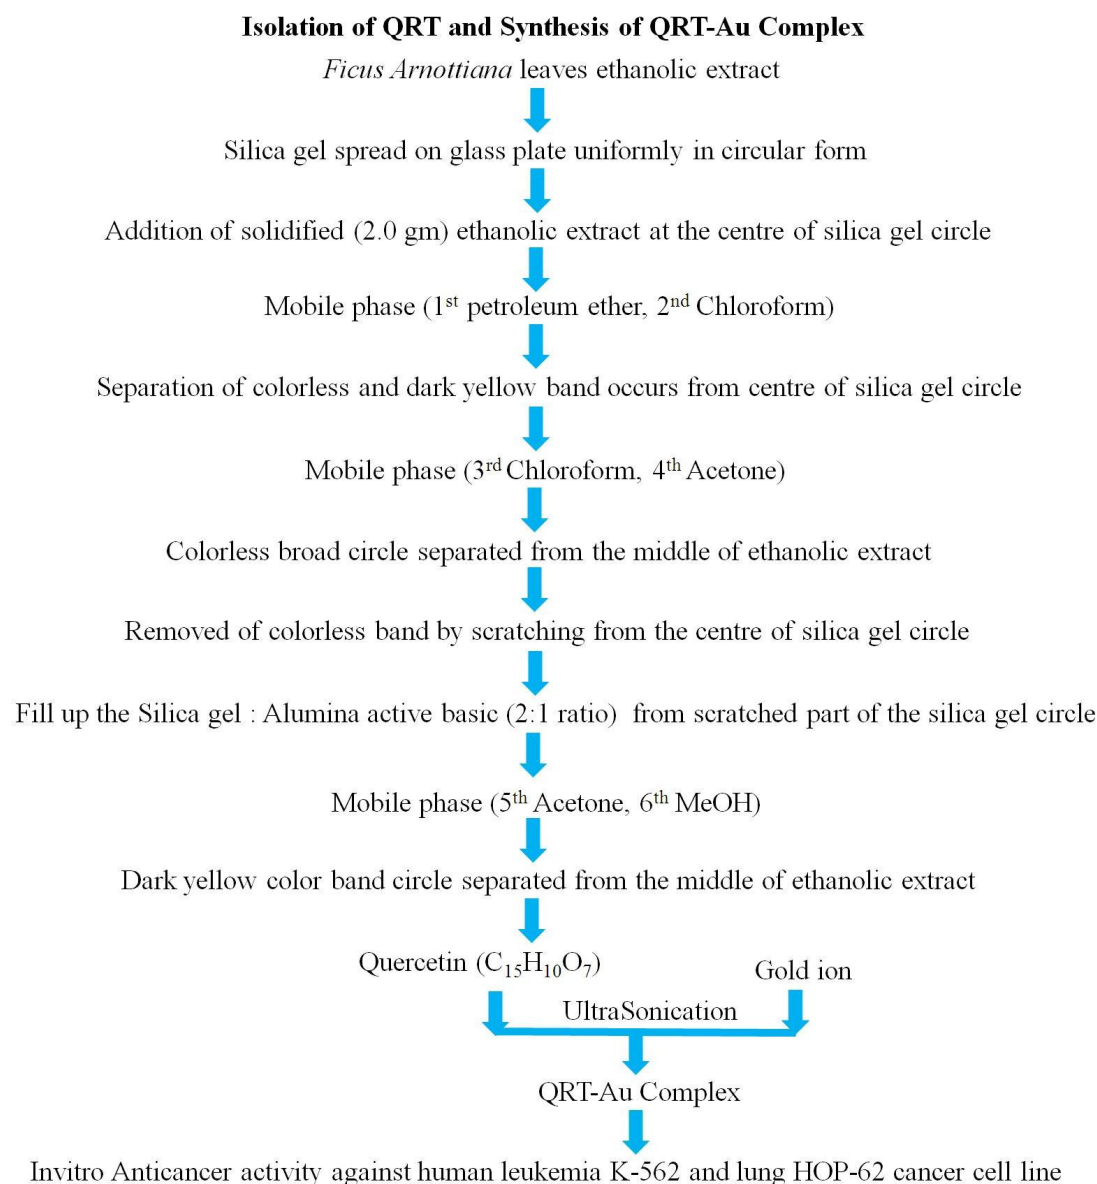 Isolation of QRT and Synthesis of QRT-Au Complex
Ficus Arnottiana leaves ethanolic extract
Silica gel spread on glass plate uniformly in circular form
Addition of solidified (2.0 gm) ethanolic extract at the centre of silica gel circle
Mobile phase (1st petroleum ether, 2nd Chloroform)
Separation of colorless and dark yellow band occurs from centre of silica gel circle
Mobile phase (3rd Chloroform, 4th Acetone)
Colorless broad circle separated from the middle of ethanolic extract
Removed of colorless band by scratching from the centre of silica gel circle
Fill up the Silica gel : Alumina active basic (2:1 ratio) from scratched part of the silica gel circle
Mobile phase (5th Acetone, 6th MeOH)
Dark yellow color band circle separated from the middle of ethanolic extract
Quercetin (C15H10O7)
Gold ion
UltraSonication
QRT-Au Complex
Invitro Anticancer activity against human leukemia K-562 and lung HOP-62 cancer cell line